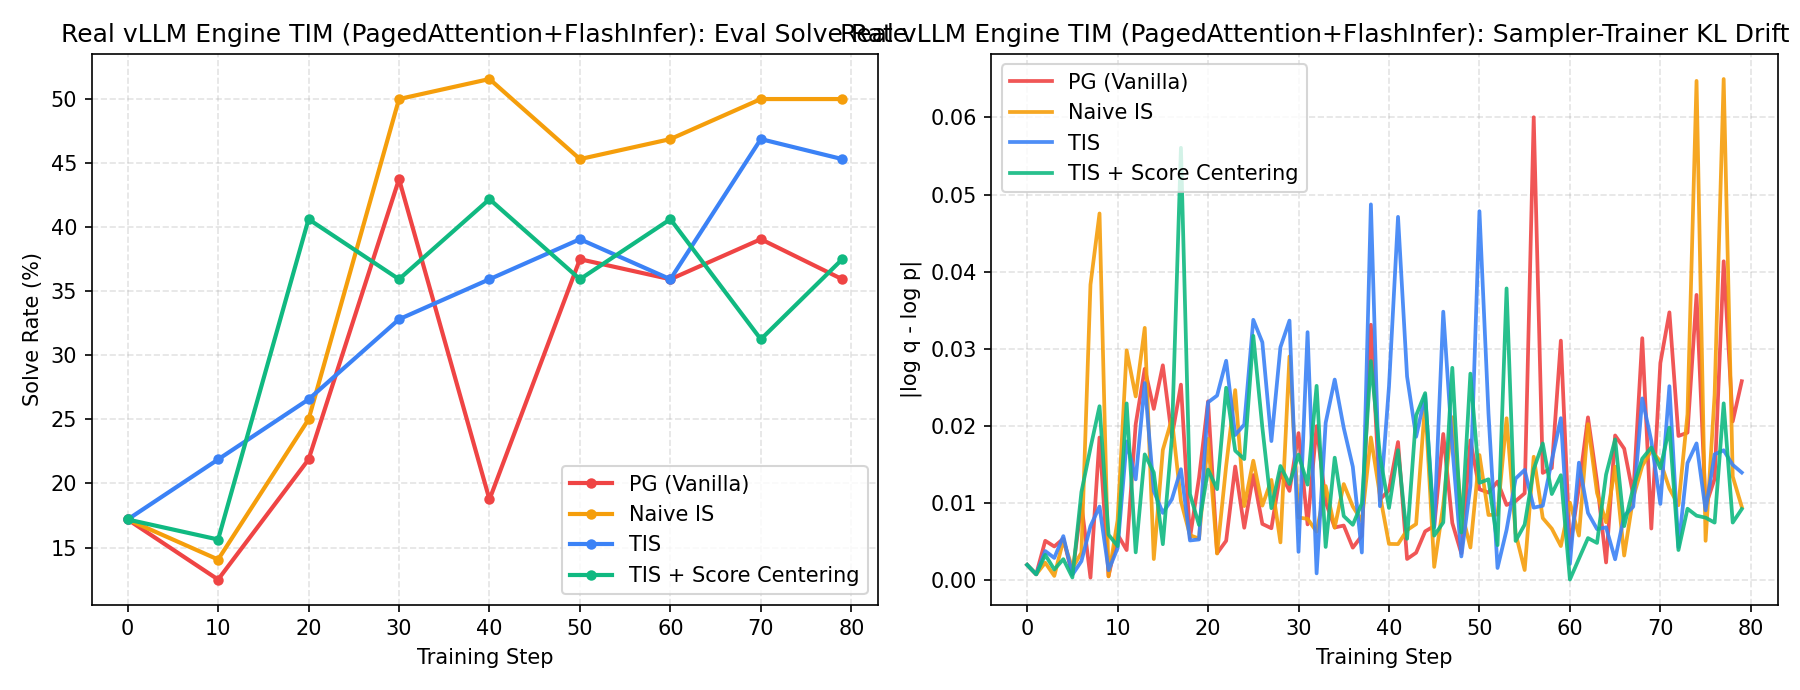 Real vLLM Engine TIM (PagedAttention+FlashInfer): Eval Solve Rate
Real vLLM Engine TIM (PagedAttention+FlashInfer): Sampler-Trainer KL Drift
Solve Rate (%)
50
45
40
35
30
25
20
15
PG (Vanilla)
Naive IS
TIS
TIS + Score Centering
0 10 20 30 40 50 60 70 80
Training Step
|log q - log p|
0.06
0.05
0.04
0.03
0.02
0.01
0.00
PG (Vanilla)
Naive IS
TIS
TIS + Score Centering
0 10 20 30 40 50 60 70 80
Training Step